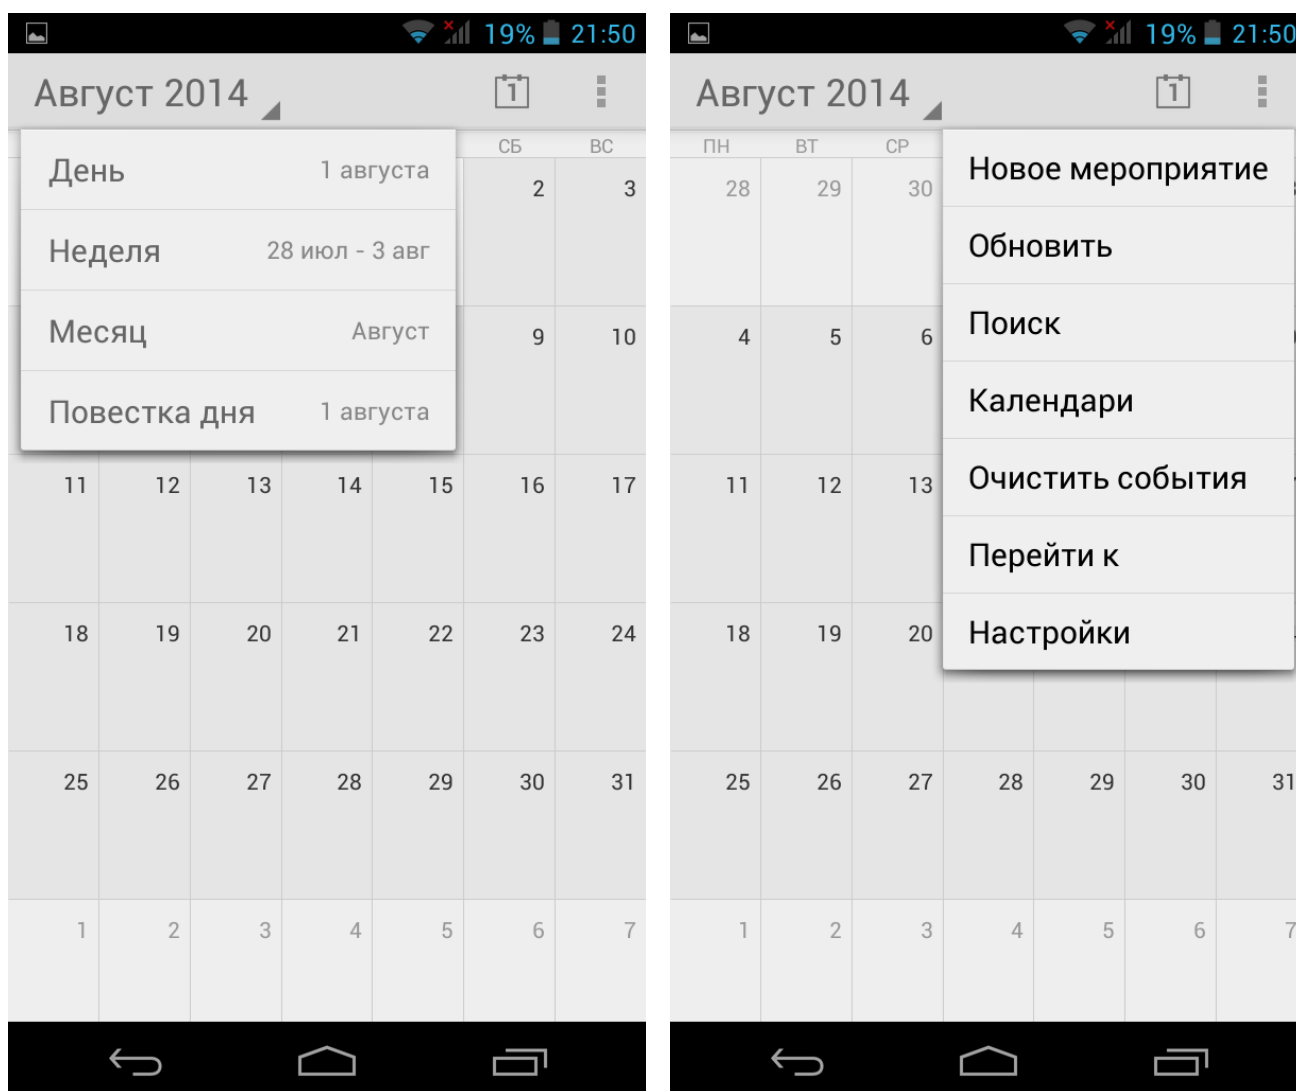 19% 21:50
Август 2014 1
День 1 августа
Неделя 28 июл - 3 авг
Месяц Август
Повестка дня 1 августа
СБ ВС
2 3
9 10
11 12 13 14 15 16 17
18 19 20 21 22 23 24
25 26 27 28 29 30 31
1 2 3 4 5 6 7
19% 21:50
Август 2014 1
ПН ВТ СР
28 29 30
4 5 6
11 12 13
18 19 20
25 26 27 28 29 30 31
1 2 3 4 5 6 7
Новое мероприятие
Обновить
Поиск
Календари
Очистить события
Перейти к
Настройки